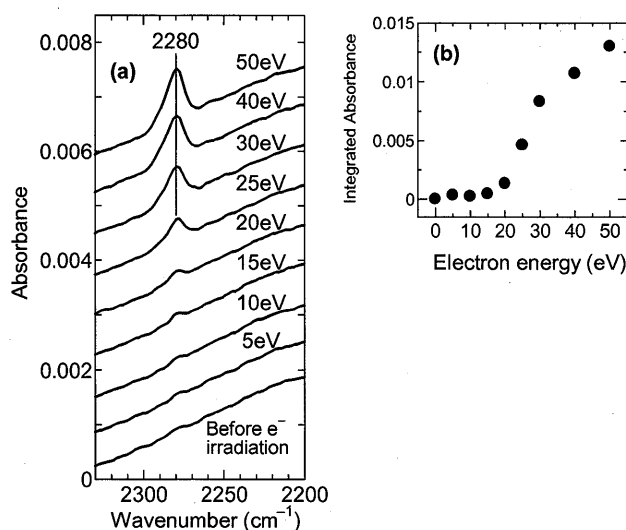 (a)
2280
50eV
40eV
30eV
25eV
20eV
15eV
10eV
5eV
Before e⁻
irradiation
0.008
0.006
0.004
0.002
0
Absorbance
2300 2250 2200
Wavenumber (cm⁻¹)
(b)
0.015
0.01
0.005
0
Integrated Absorbance
0 10 20 30 40 50
Electron energy (eV)